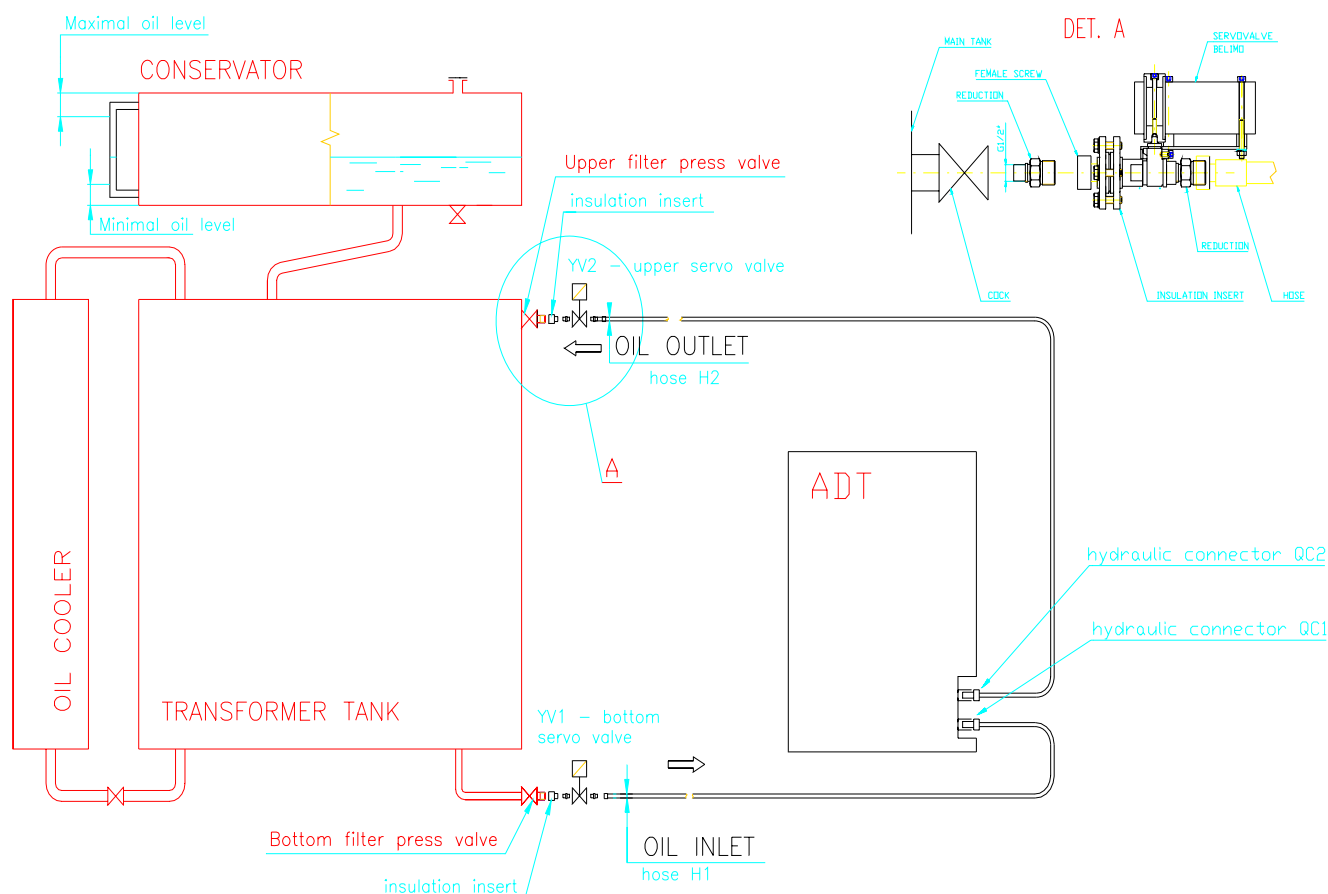 Maximal oil level
CONSERVATOR
Minimal oil level
Upper filter press valve
insulation insert
YV2 - upper servo valve
OIL OUTLET
hose H2
A
DET. A
MAIN TANK
FEMALE SCREW
REDUCTION
SERVOVALVE
BELIMO
G1/2"
COCK
INSULATION INSERT
REDUCTION
HOSE
OIL COOLER
TRANSFORMER TANK
ADT
hydraulic connector QC2
hydraulic connector QC1
YV1 - bottom
servo valve
Bottom filter press valve
insulation insert
OIL INLET
hose H1